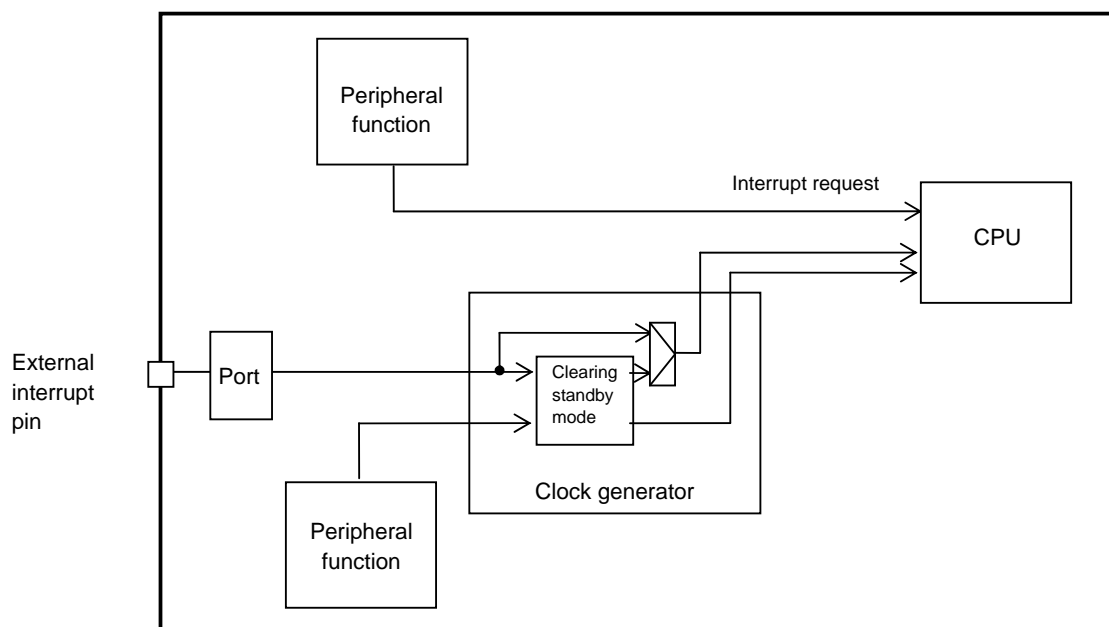 Peripheral
function
Interrupt request
CPU
External
interrupt
pin
Port
Clearing
standby
mode
Clock generator
Peripheral
function